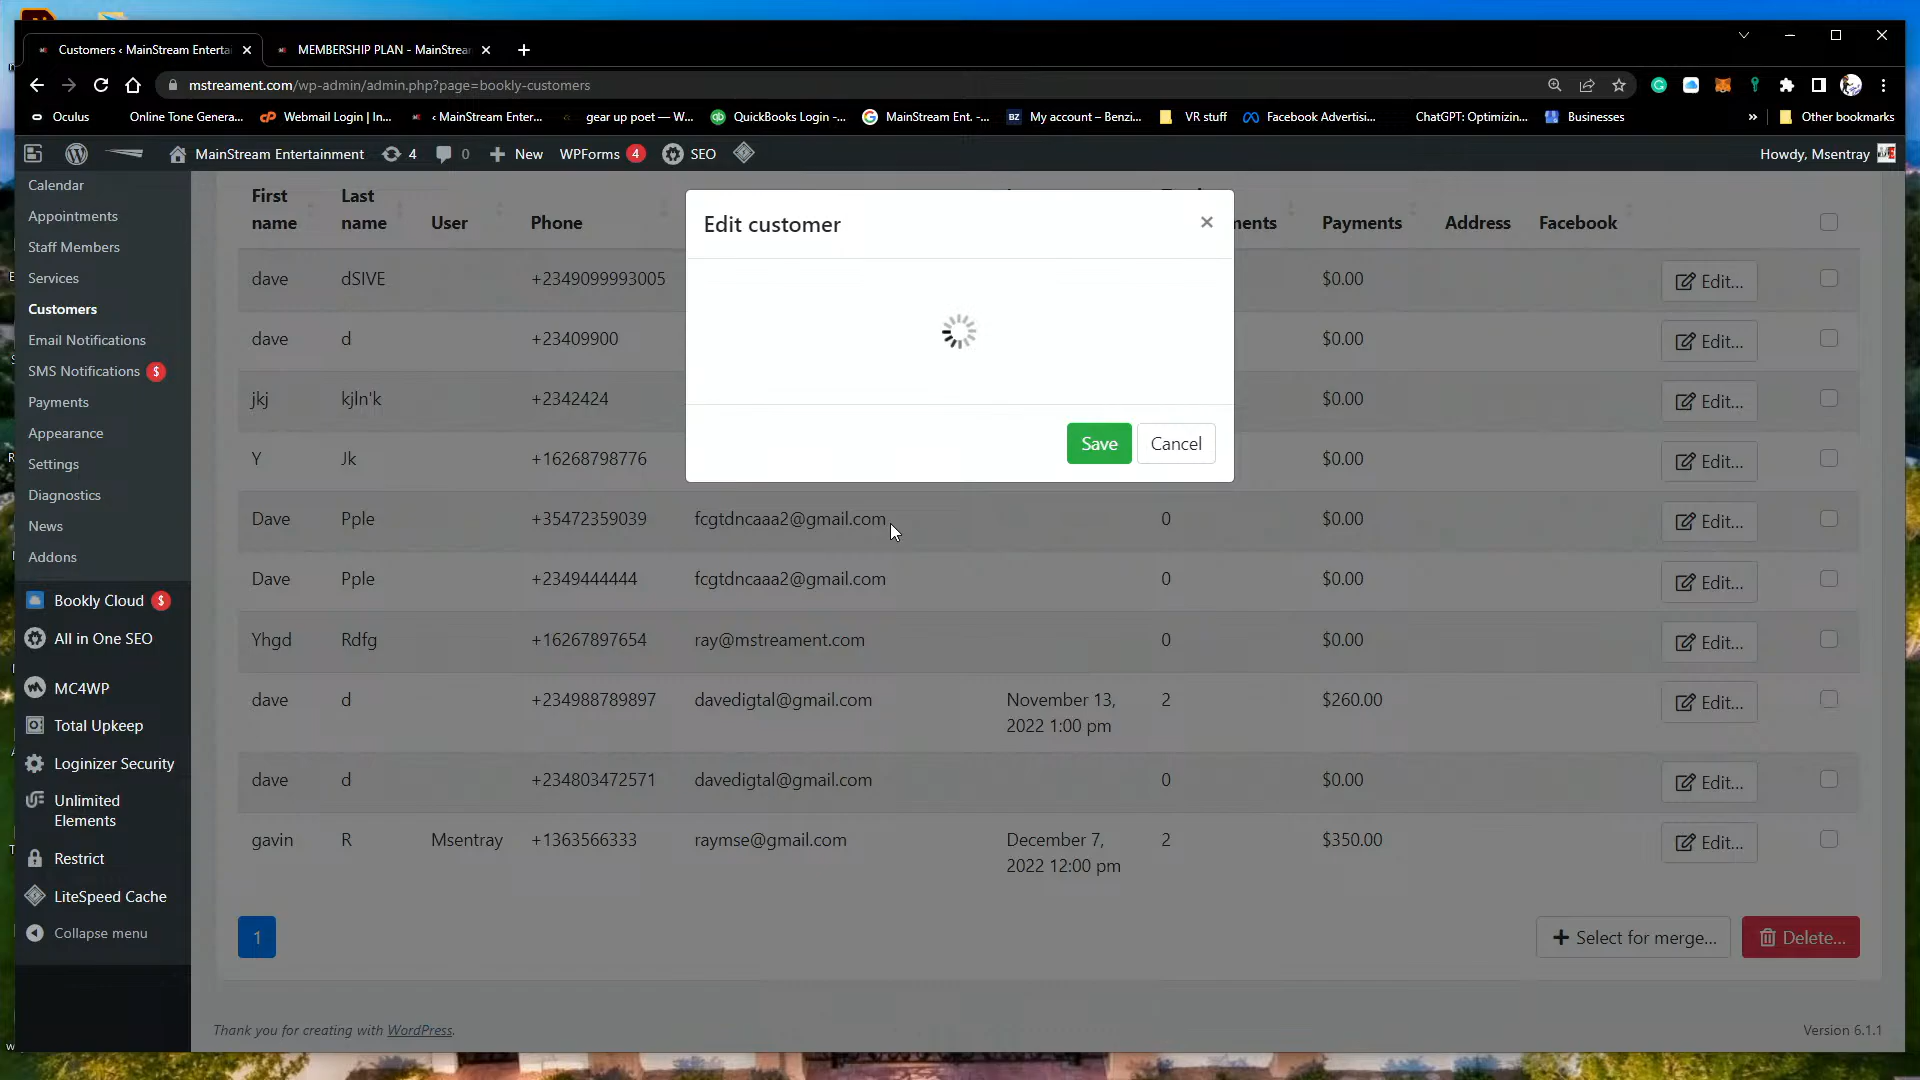 Customers ‹ MainStream Enterta
MEMBERSHIP PLAN - MainStrea
mstreament.com/wp-admin/admin.php?page=bookly-customers
Oculus
Online Tone Genera...
Webmail Login | In...
‹ MainStream Enter...
gear up poet — W...
QuickBooks Login -...
MainStream Ent. -...
BZ My account – Benzi...
VR stuff
Facebook Advertisi...
ChatGPT: Optimizin...
Businesses
»
Other bookmarks
MainStream Entertainment
4
0
New
WPForms 4
SEO
Howdy, Msentray
Calendar
Appointments
Staff Members
Services
Customers
Email Notifications
SMS Notifications $
Payments
Appearance
Settings
Diagnostics
News
Addons
Bookly Cloud $
All in One SEO
MC4WP
Total Upkeep
Loginizer Security
Unlimited
Elements
Restrict
LiteSpeed Cache
Collapse menu
First name Last name User Phone Payments Address Facebook
dave dSIVE +2349099993005 $0.00 Edit...
dave d +23409900 $0.00 Edit...
jkj kjln'k +2342424 $0.00 Edit...
Y Jk +16268798776 $0.00 Edit...
Dave Pple +35472359039 fcgtdncaaa2@gmail.com 0 $0.00 Edit...
Dave Pple +2349444444 fcgtdncaaa2@gmail.com 0 $0.00 Edit...
Yhgd Rdfg +16267897654 ray@mstreament.com 0 $0.00 Edit...
dave d +234988789897 davedigtal@gmail.com November 13, 2022 1:00 pm 2 $260.00 Edit...
dave d +234803472571 davedigtal@gmail.com 0 $0.00 Edit...
gavin R Msentray +1363566333 raymse@gmail.com December 7, 2022 12:00 pm 2 $350.00 Edit...
Edit customer
×
Save
Cancel
1
Select for merge...
Delete...
Thank you for creating with WordPress.
Version 6.1.1